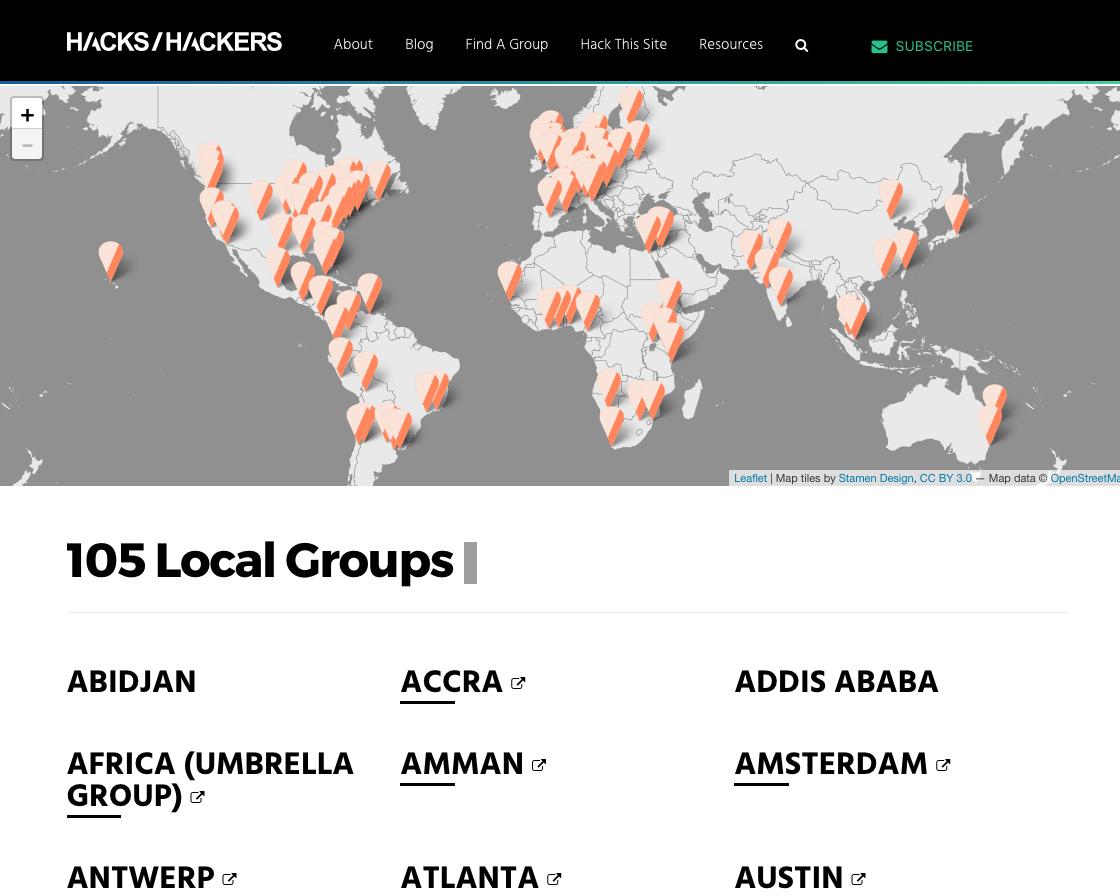 HACKS/HACKERS
About Blog Find A Group Hack This Site Resources SUBSCRIBE
+
−
Leaflet | Map tiles by Stamen Design, CC BY 3.0 — Map data © OpenStreetMa
105 Local Groups
ABIDJAN
ACCRA
ADDIS ABABA
AFRICA (UMBRELLA
GROUP)
AMMAN
AMSTERDAM
ANTWERP
ATLANTA
AUSTIN